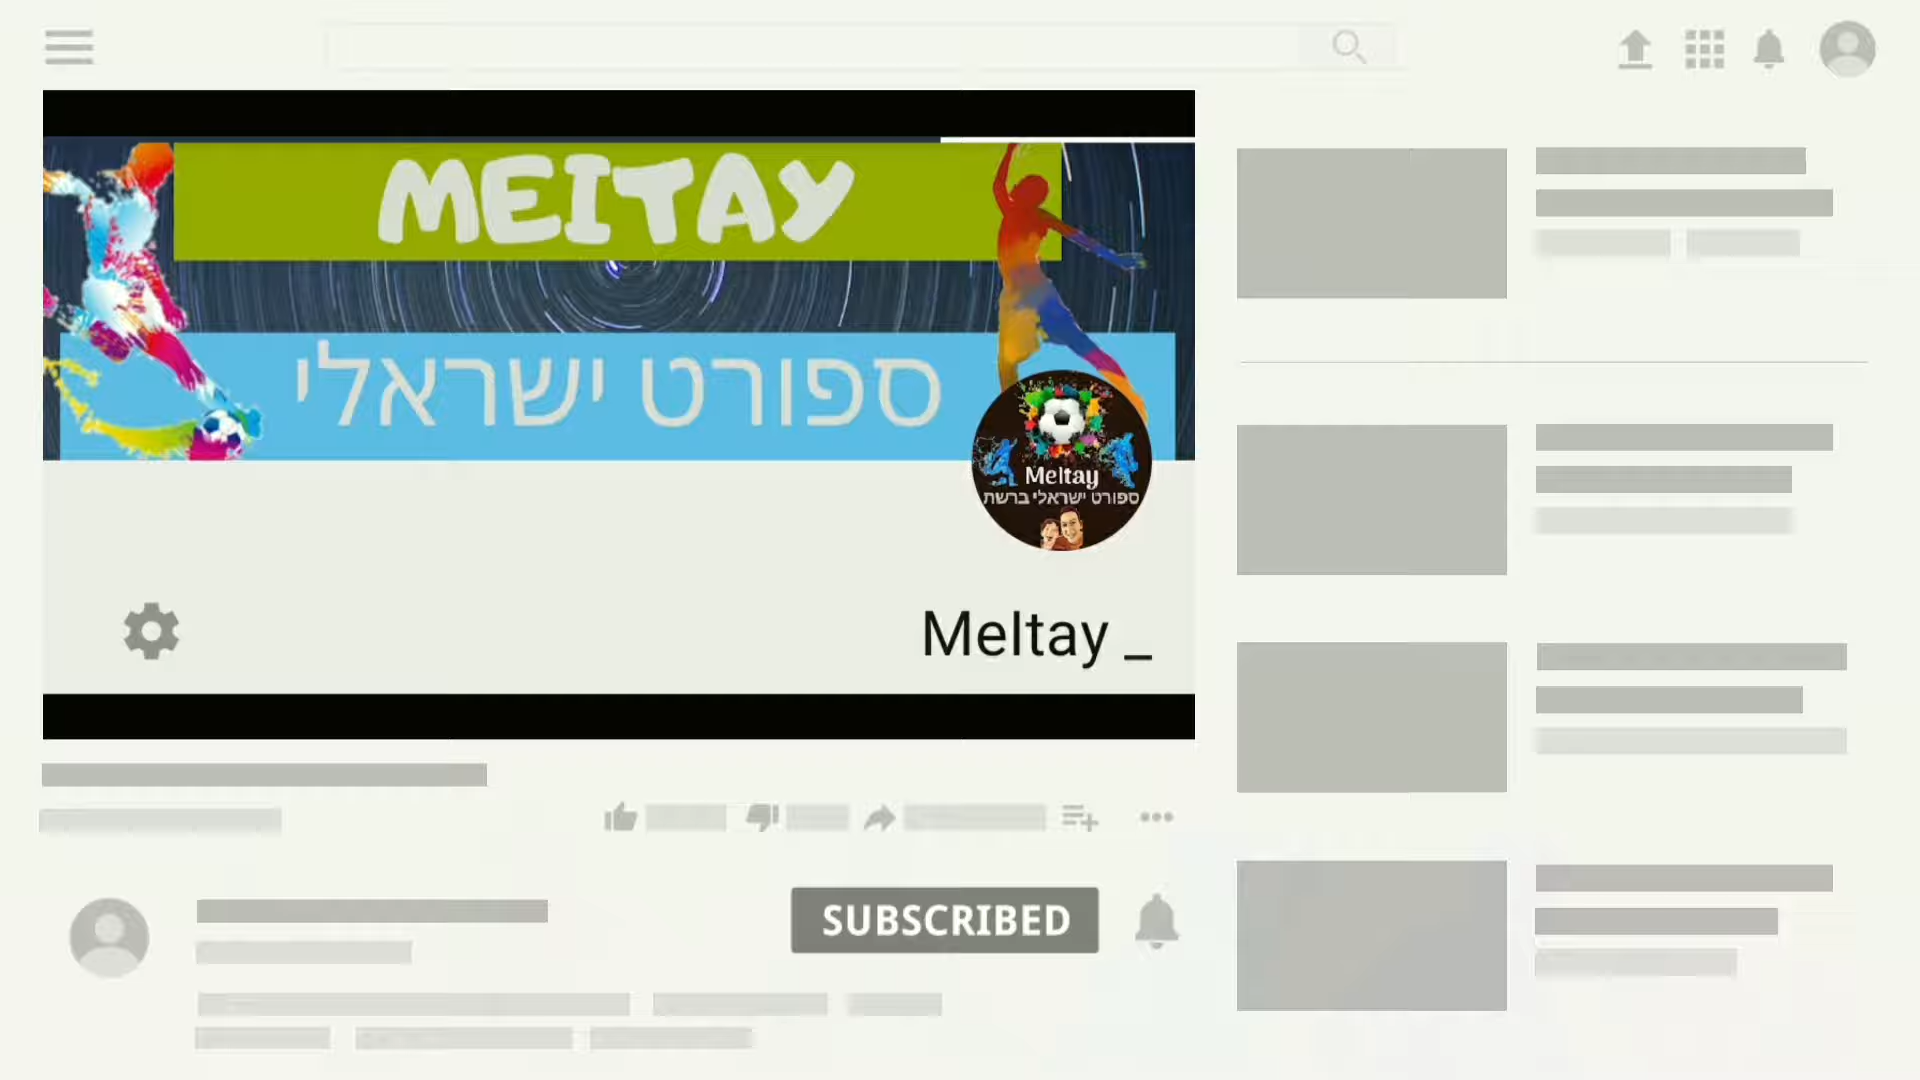 MEITAY
ספורט ישראלי
Meltay
ספורט ישראלי ברשת
Meltay _
SUBSCRIBED